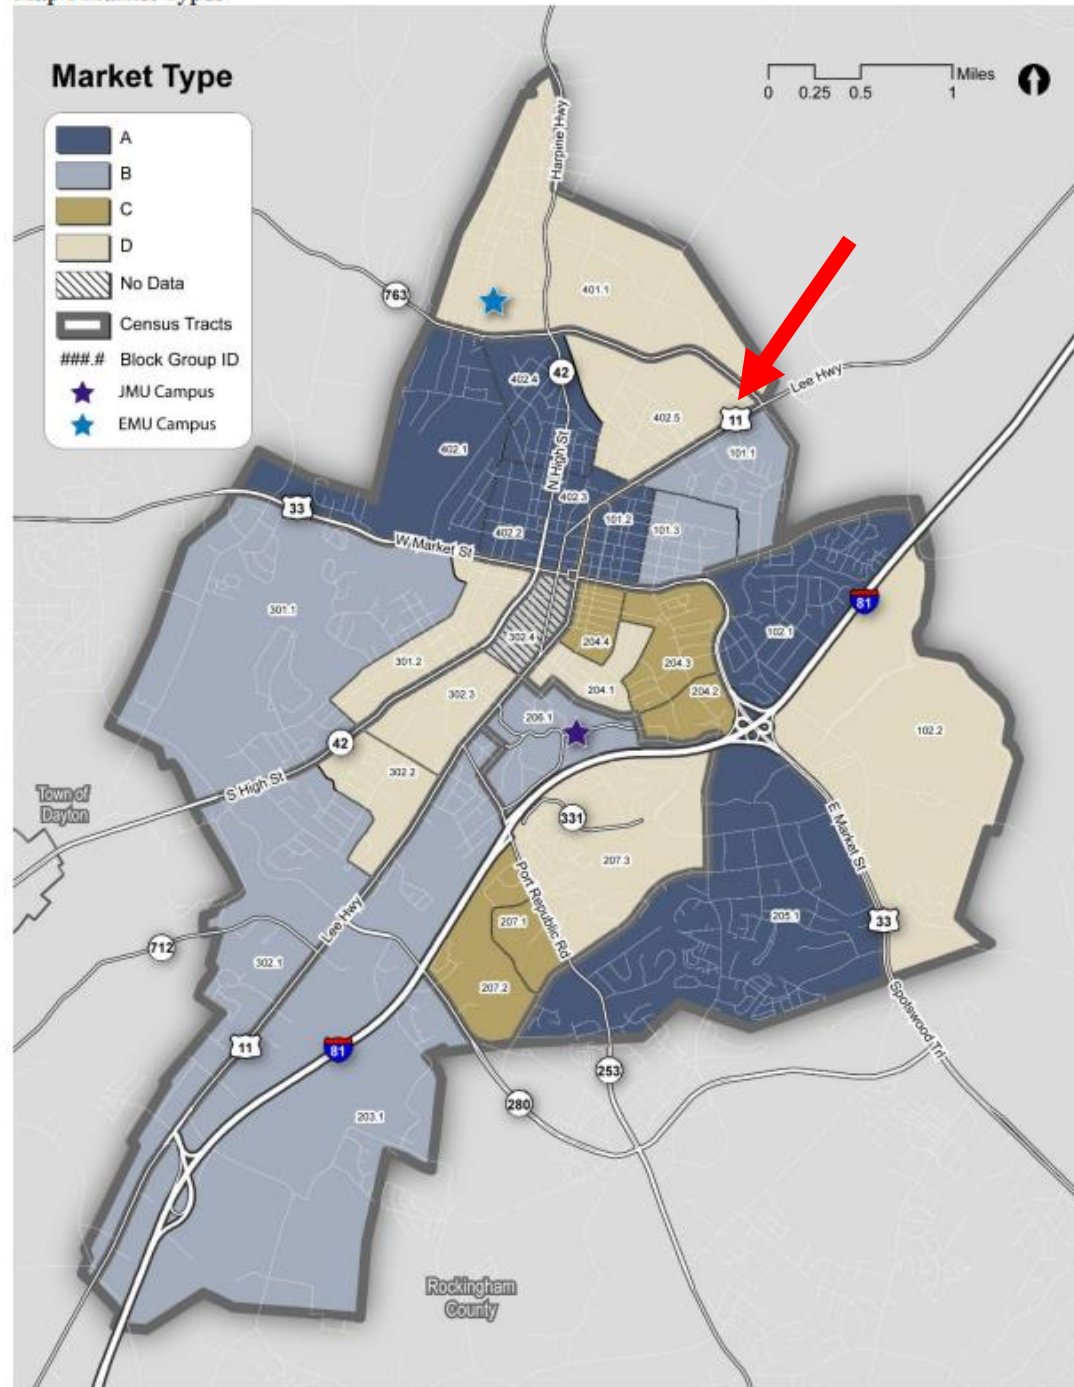 Market Type
A
B
C
D
No Data
Census Tracts
###.# Block Group ID
JMU Campus
EMU Campus
Miles
0 0.25 0.5 1
Harpine Hwy
763
401.1
42
402.4
402.5
Lee Hwy
11
402.1
N High St
101.1
33
402.3
402.2
101.2
101.3
W Market St
81
301.1
302.4
204.4
102.1
301.2
204.3
302.3
204.1
204.2
206.1
102.2
42
302.2
S High St
Town of
Dayton
331
E Market St
207.3
Port Republic Rd
205.1
33
207.1
Lee Hwy
712
302.1
207.2
Spotswood Trl
11
81
253
280
203.1
Rockingham
County